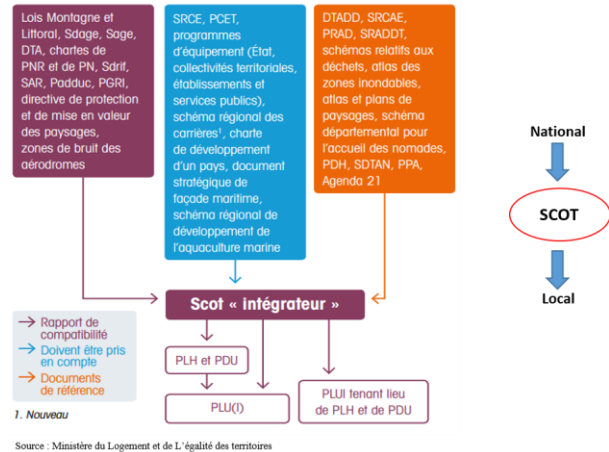 Lois Montagne et
Littoral, Sdage, Sage,
DTA, chartes de
PNR et de PN, Sdrif,
SAR, Padduc, PGRI,
directive de protection
et de mise en valeur
des paysages,
zones de bruit des
aérodromes
SRCE, PCET,
programmes
d'équipement (État,
collectivités territoriales,
établissements et
services publics),
schéma régional des
carrières¹, charte
de développement
d'un pays, document
stratégique de
façade maritime,
schéma régional de
développement de
l'aquaculture marine
DTADD, SRCAE,
PRAD, SRADDT,
schémas relatifs aux
déchets, atlas des
zones inondables,
atlas et plans de
paysages, schéma
départemental pour
l'accueil des nomades,
PDH, SDTAN, PPA,
Agenda 21
National
SCOT
Local
Scot « intégrateur »
Rapport de
compatibilité
Doivent être pris
en compte
Documents
de référence
PLH et PDU
PLU(I)
PLUI tenant lieu
de PLH et de PDU
1. Nouveau
Source : Ministère du Logement et de L'égalité des territoires